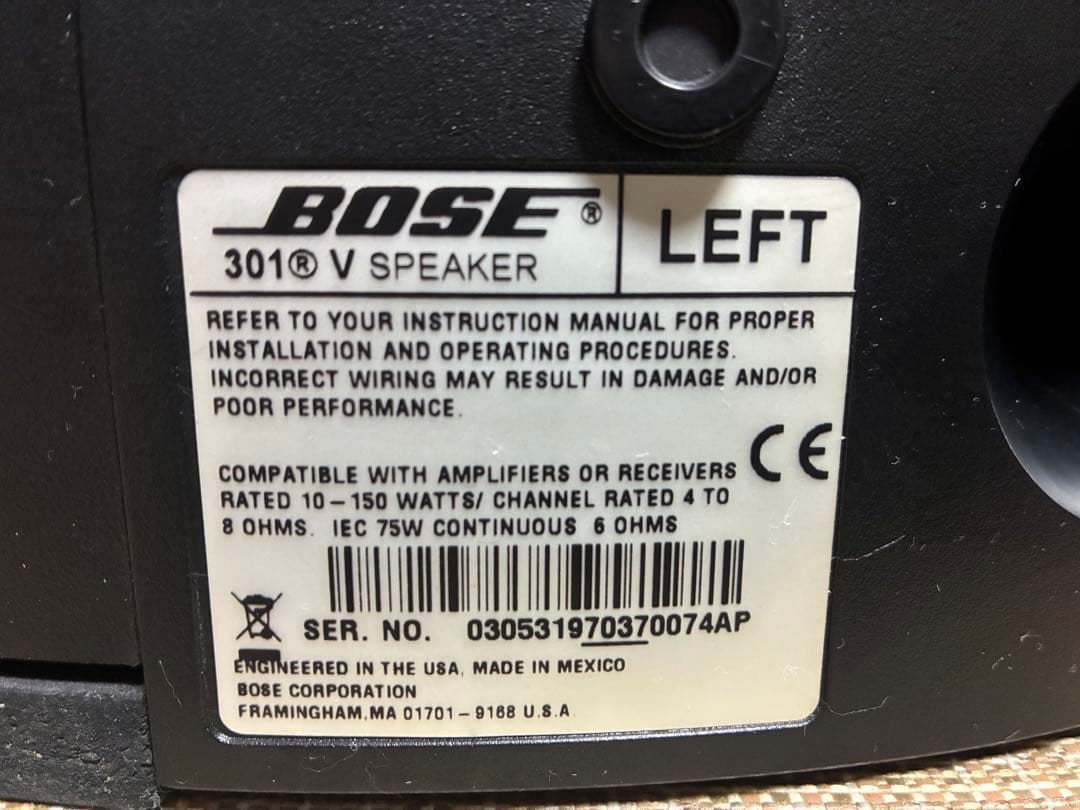 BOSE®
301® V SPEAKER
LEFT
REFER TO YOUR INSTRUCTION MANUAL FOR PROPER
INSTALLATION AND OPERATING PROCEDURES.
INCORRECT WIRING MAY RESULT IN DAMAGE AND/OR
POOR PERFORMANCE.
CE
COMPATIBLE WITH AMPLIFIERS OR RECEIVERS
RATED 10-150 WATTS/ CHANNEL RATED 4 TO
8 OHMS. IEC 75W CONTINUOUS 6 OHMS
SER. NO. 030531970370074AP
ENGINEERED IN THE USA, MADE IN MEXICO
BOSE CORPORATION
FRAMINGHAM,MA 01701-9168 U.S.A